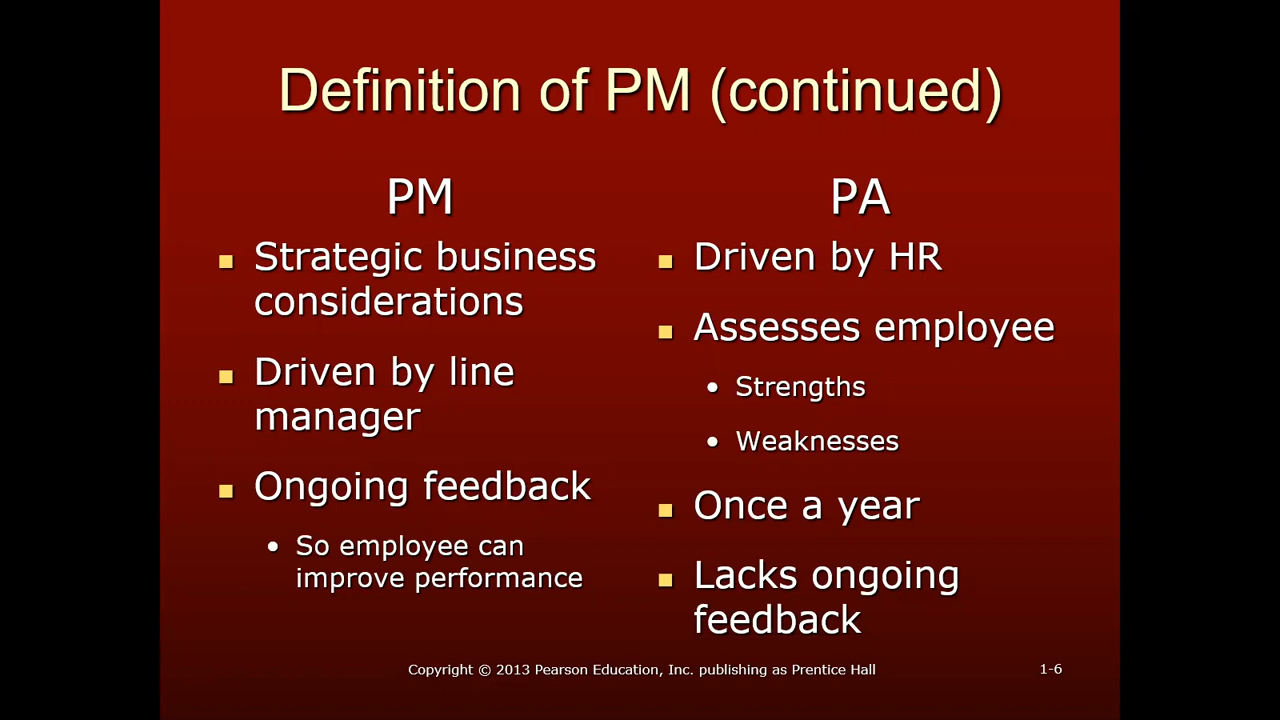 Definition of PM (continued)
PM
Strategic business
considerations
Driven by line
manager
Ongoing feedback
So employee can
improve performance
PA
Driven by HR
Assesses employee
Strengths
Weaknesses
Once a year
Lacks ongoing
feedback
Copyright © 2013 Pearson Education, Inc. publishing as Prentice Hall
1-6